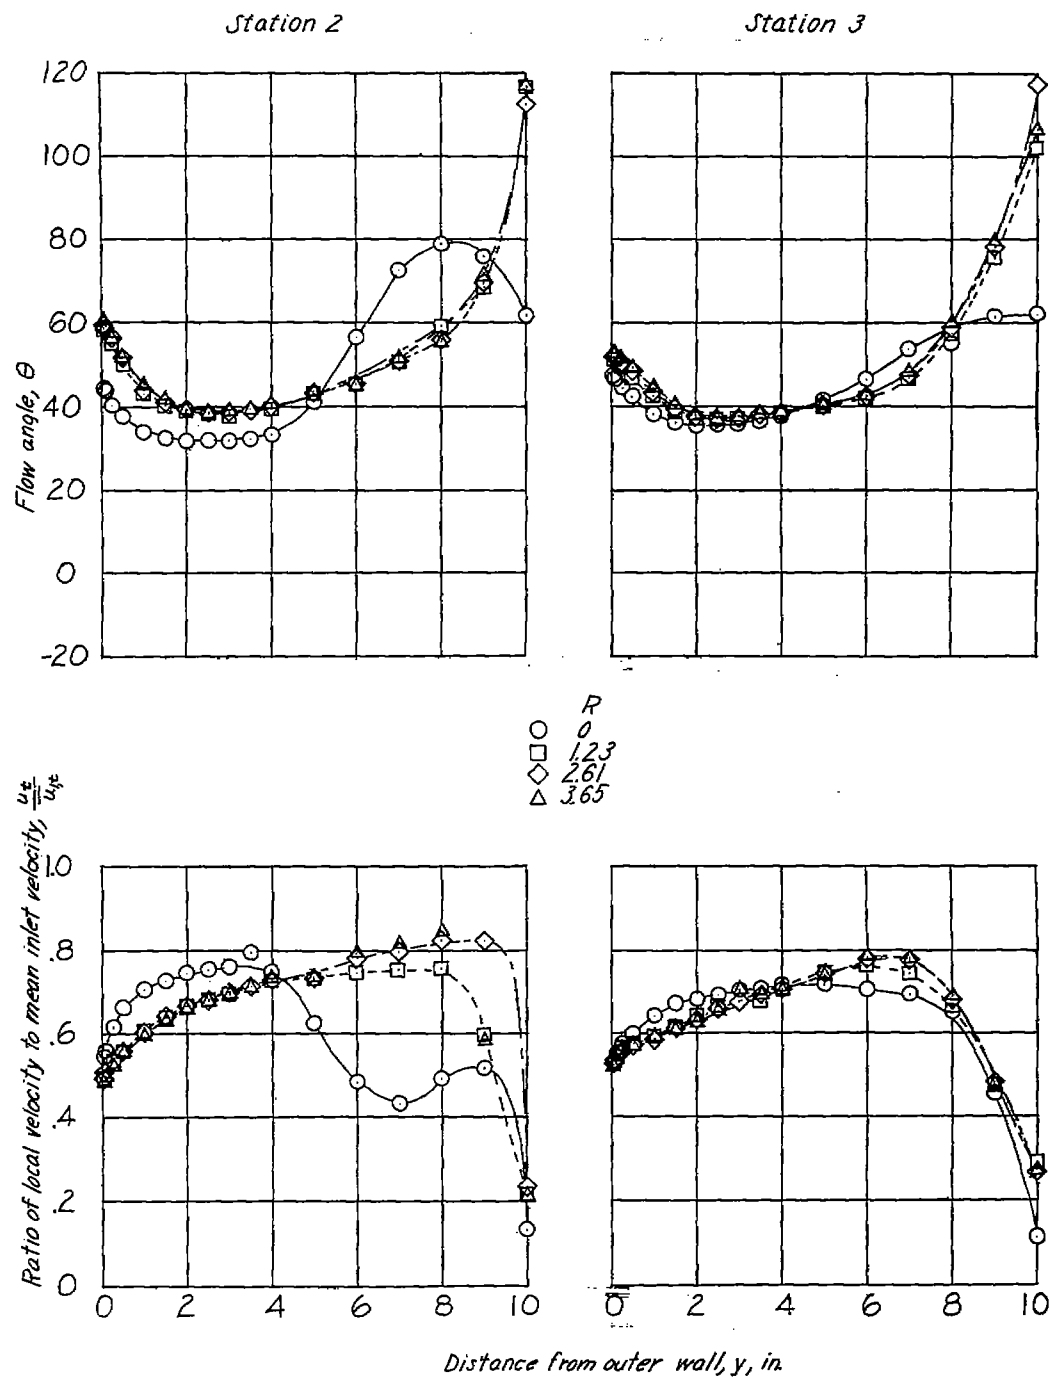 Station 2
Station 3
120
100
80
60
40
20
0
-20
Flow angle, θ
R
0
1.23
2.61
3.65
1.0
.8
.6
.4
.2
0
Ratio of local velocity to mean inlet velocity,
0 2 4 6 8 10
0 2 4 6 8 10
Distance from outer wall, y, in.